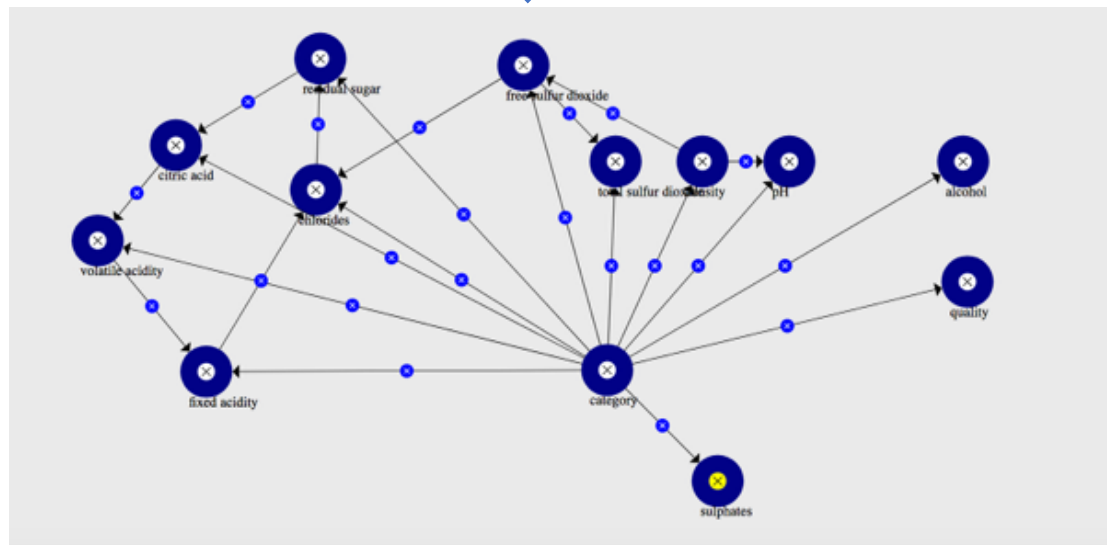 residual sugar
free sulfur dioxide
citric acid
total sulfur dioxide
density
pH
alcohol
chlorides
volatile acidity
quality
fixed acidity
category
sulphates